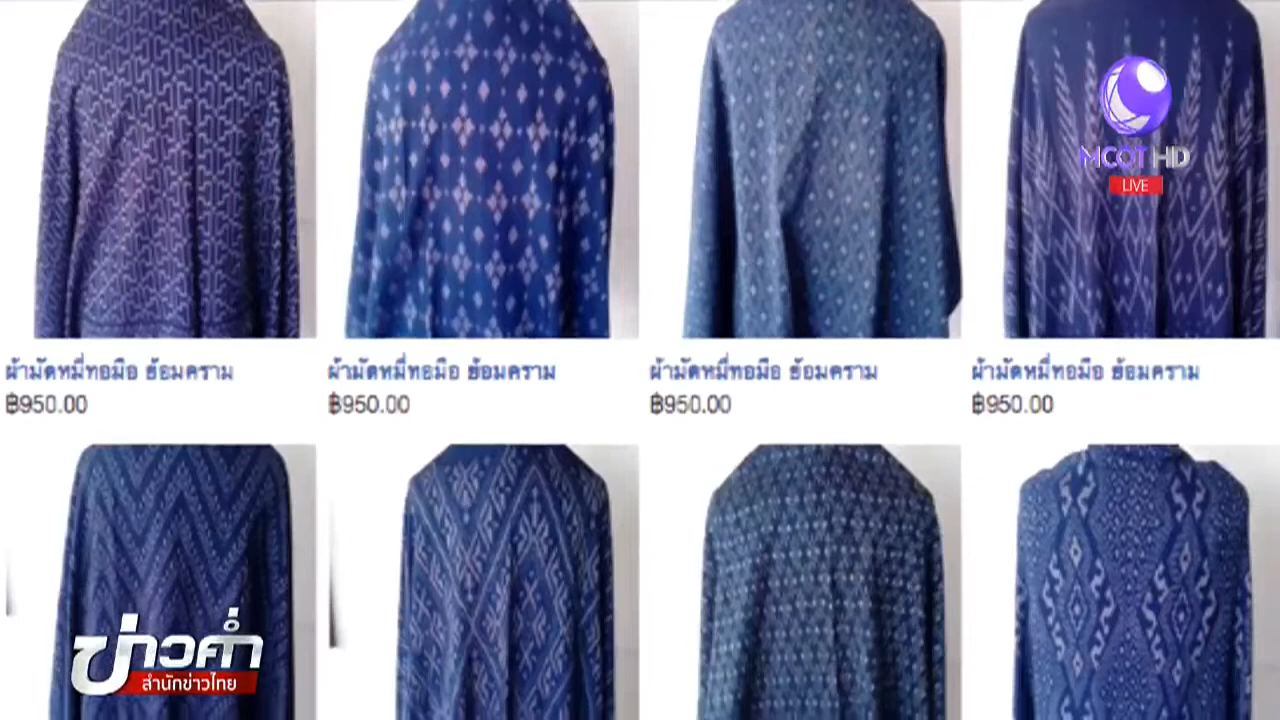 MCOT HD
LIVE
ผ้ามัดหมี่ทอมือ ย้อมคราม
ผ้ามัดหมี่ทอมือ ย้อมคราม
ผ้ามัดหมี่ทอมือ ย้อมคราม
ผ้ามัดหมี่ทอมือ ย้อมคราม
฿950.00
฿950.00
฿950.00
฿950.00
ข่าวค่ำ
สำนักข่าวไทย